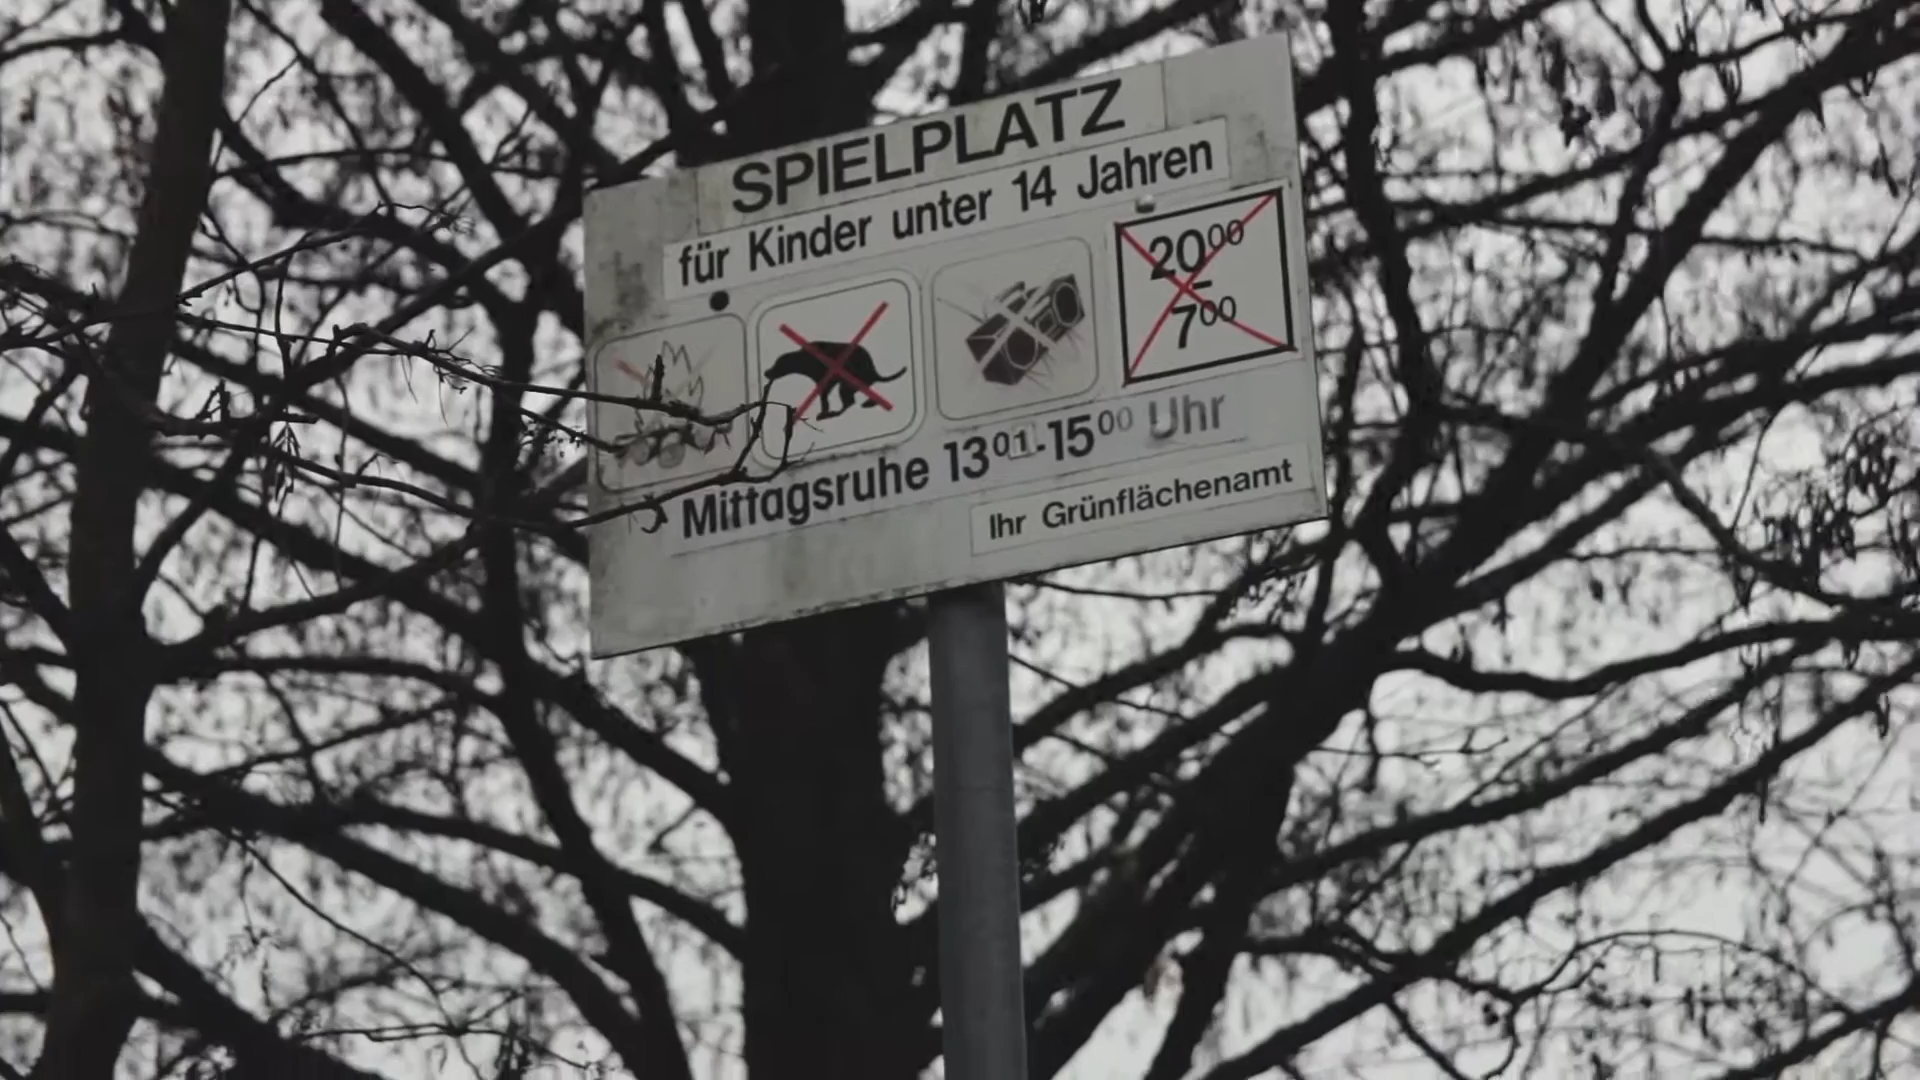 SPIELPLATZ
für Kinder unter 14 Jahren
20⁰⁰
-
7⁰⁰
Mittagsruhe 13⁰¹-15⁰⁰ Uhr
Ihr Grünflächenamt